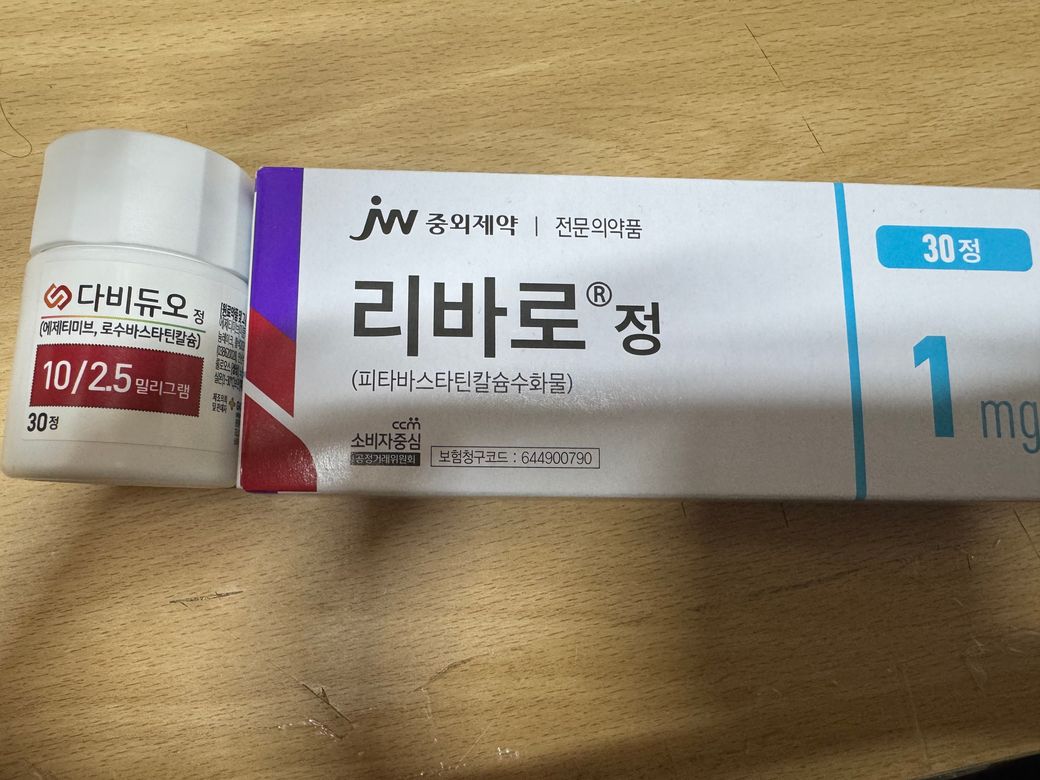 다비듀오 정
(에제티미브, 로수바스타틴칼슘)
10/2.5 밀리그램
30정
jw 중외제약 | 전문의약품
리바로® 정
(피타바스타틴칼슘수화물)
ccm
소비자중심
공정거래위원회
보험청구코드 : 644900790
30정
1 mg